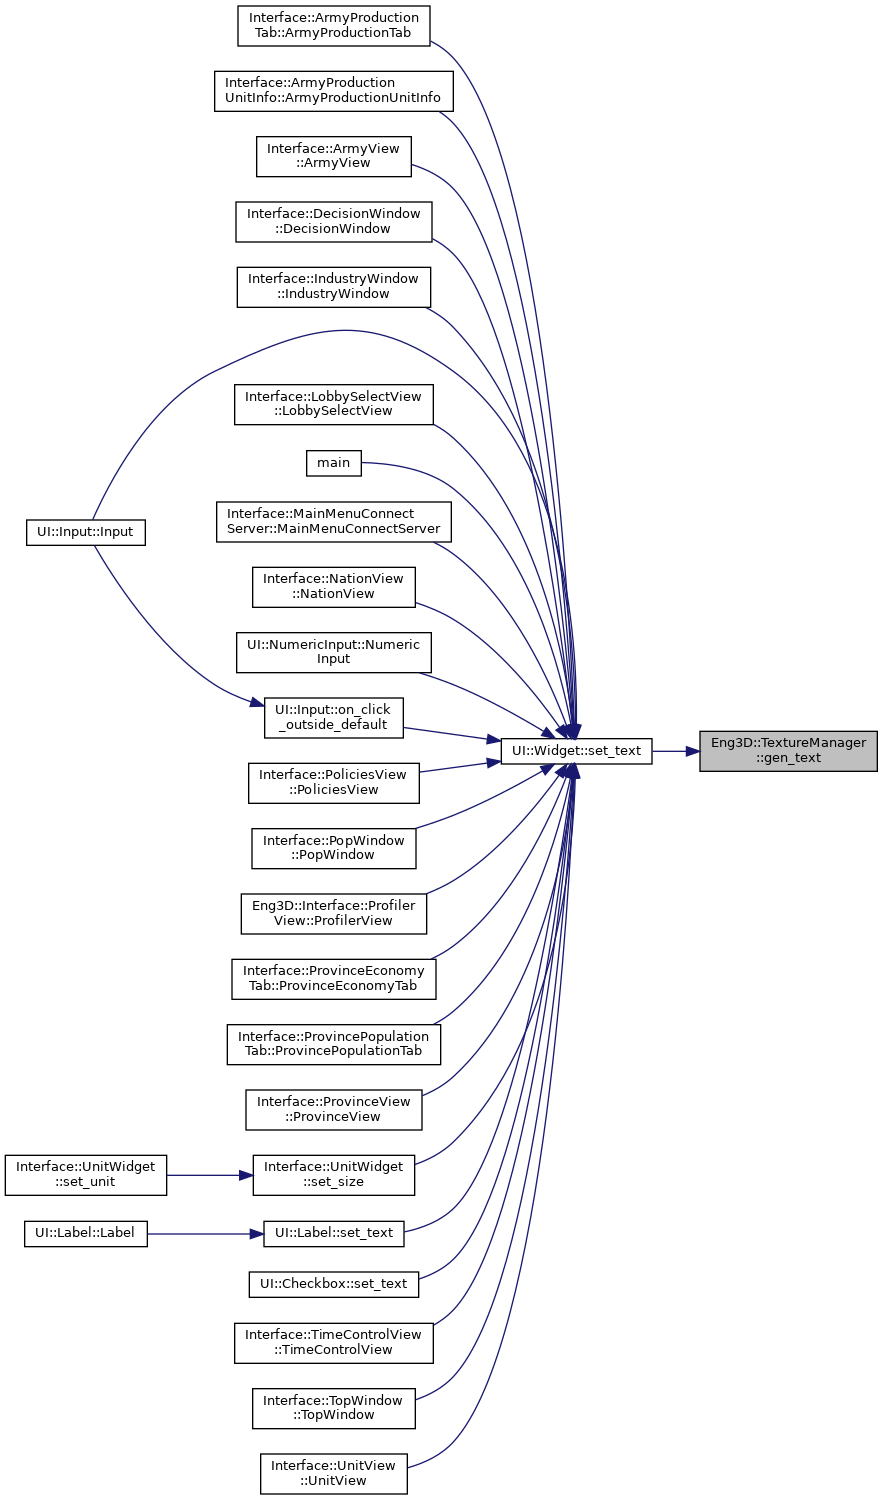 Interface::ArmyProduction
Tab::ArmyProductionTab
Interface::ArmyProduction
UnitInfo::ArmyProductionUnitInfo
Interface::ArmyView
::ArmyView
Interface::DecisionWindow
::DecisionWindow
Interface::IndustryWindow
::IndustryWindow
Interface::LobbySelectView
::LobbySelectView
main
Interface::MainMenuConnect
Server::MainMenuConnectServer
UI::Input::Input
Interface::NationView
::NationView
UI::NumericInput::Numeric
Input
UI::Input::on_click
_outside_default
UI::Widget::set_text
Eng3D::TextureManager
::gen_text
Interface::PoliciesView
::PoliciesView
Interface::PopWindow
::PopWindow
Eng3D::Interface::Profiler
View::ProfilerView
Interface::ProvinceEconomy
Tab::ProvinceEconomyTab
Interface::ProvincePopulation
Tab::ProvincePopulationTab
Interface::ProvinceView
::ProvinceView
Interface::UnitWidget
::set_unit
Interface::UnitWidget
::set_size
UI::Label::Label
UI::Label::set_text
UI::Checkbox::set_text
Interface::TimeControlView
::TimeControlView
Interface::TopWindow
::TopWindow
Interface::UnitView
::UnitView